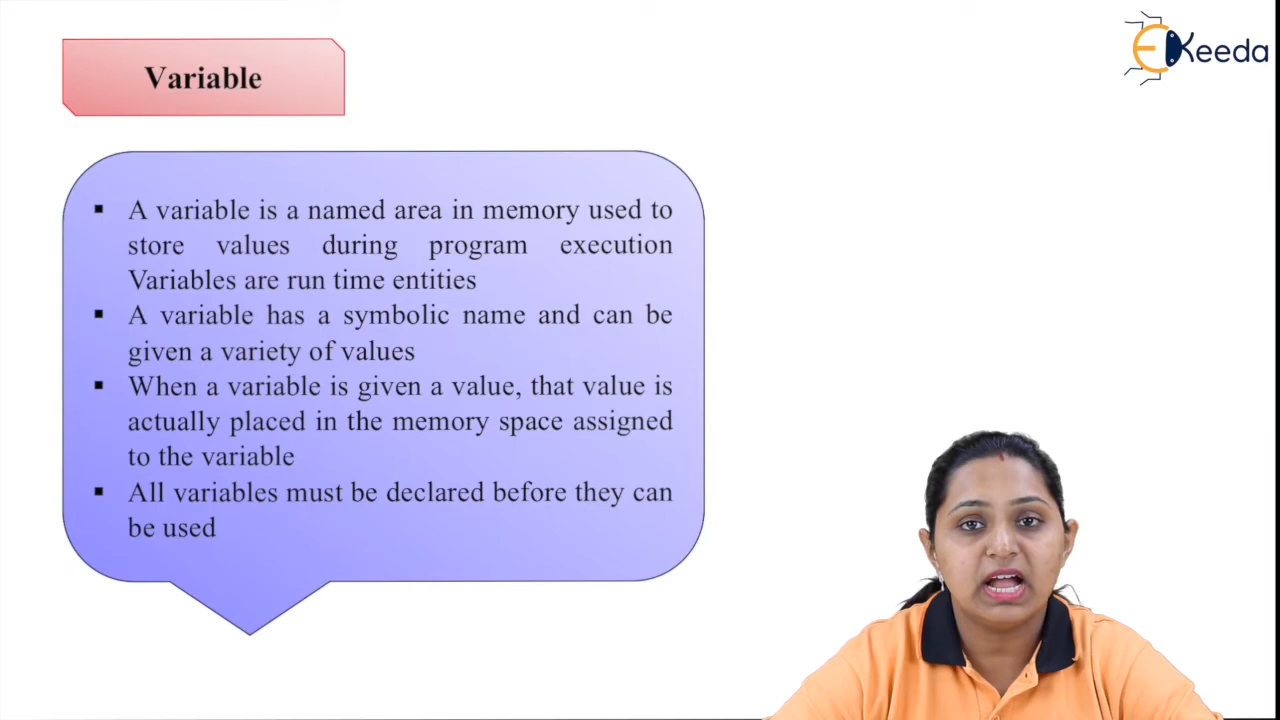 EKeeda
Variable
▪ A variable is a named area in memory used to
store values during program execution
Variables are run time entities
▪ A variable has a symbolic name and can be
given a variety of values
▪ When a variable is given a value, that value is
actually placed in the memory space assigned
to the variable
▪ All variables must be declared before they can
be used